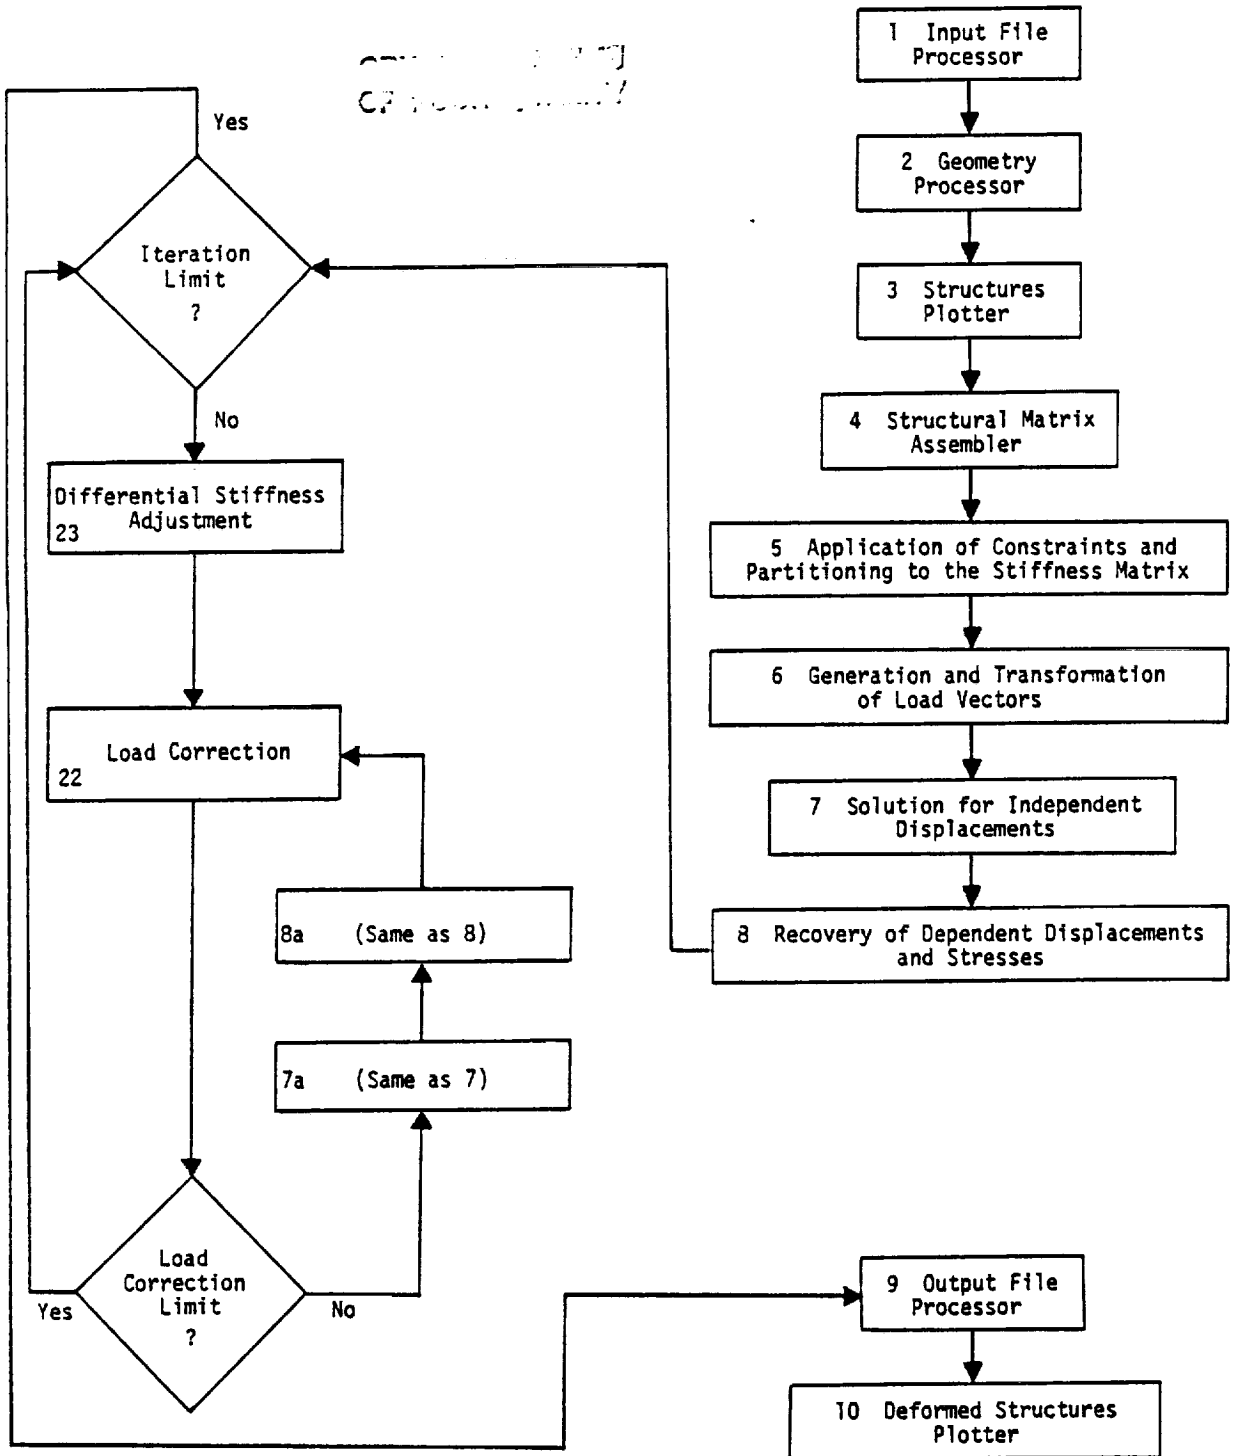 1 Input File
Processor
2 Geometry
Processor
3 Structures
Plotter
4 Structural Matrix
Assembler
5 Application of Constraints and
Partitioning to the Stiffness Matrix
6 Generation and Transformation
of Load Vectors
7 Solution for Independent
Displacements
8 Recovery of Dependent Displacements
and Stresses
Yes
Iteration
Limit
?
No
Differential Stiffness
Adjustment
23
Load Correction
22
8a (Same as 8)
7a (Same as 7)
Load
Correction
Limit
?
Yes
No
9 Output File
Processor
10 Deformed Structures
Plotter